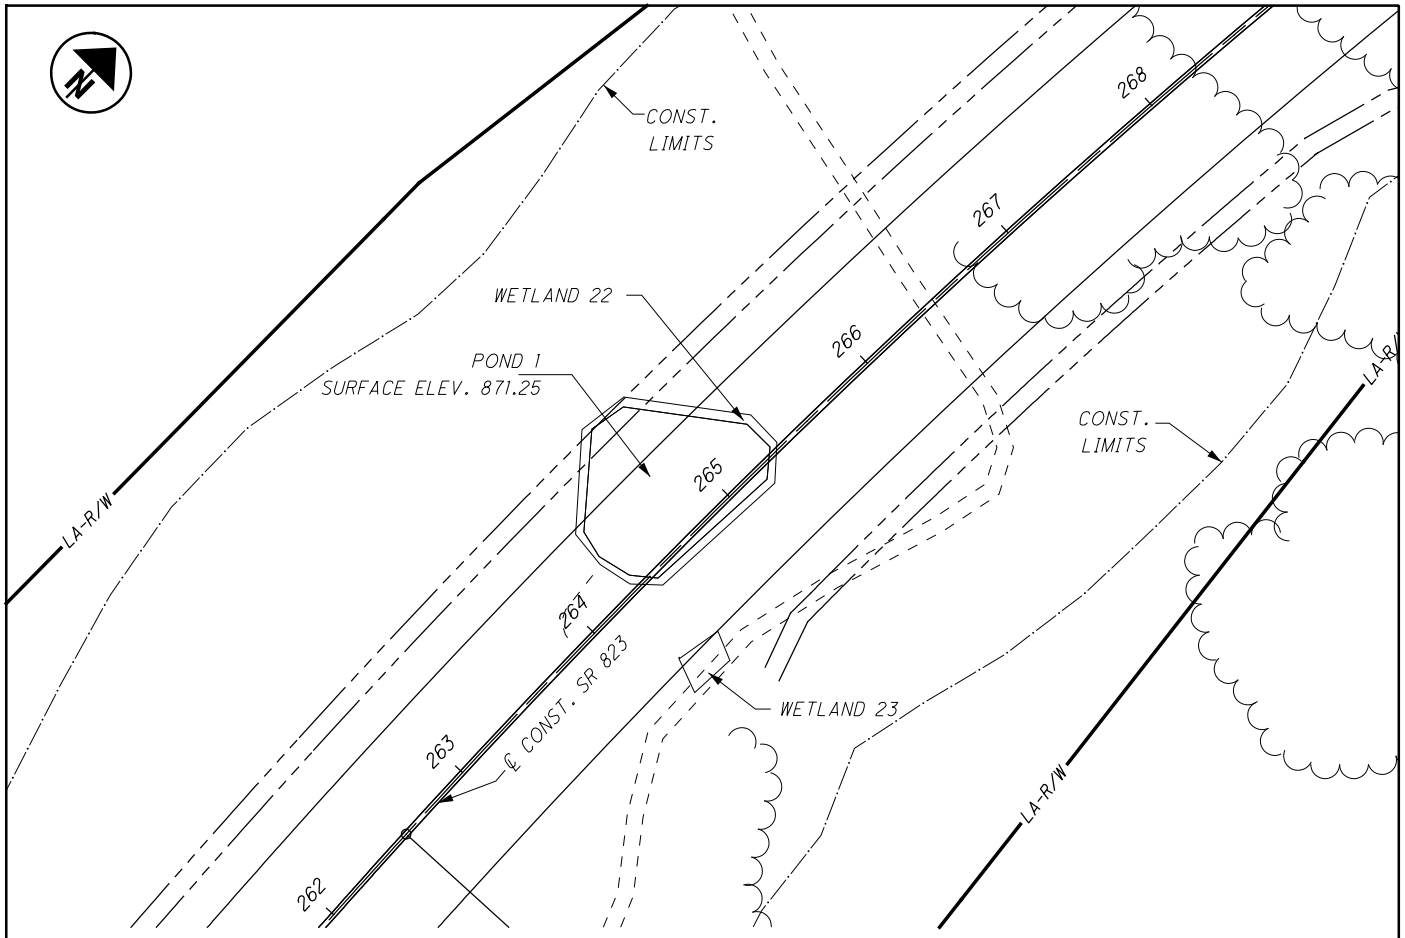 N
CONST.
LIMITS
268
267
WETLAND 22
266
POND 1
SURFACE ELEV. 871.25
LA-R/W
CONST.
LIMITS
265
LA-R/W
264
℄ CONST. SR 823
WETLAND 23
263
LA-R/W
262